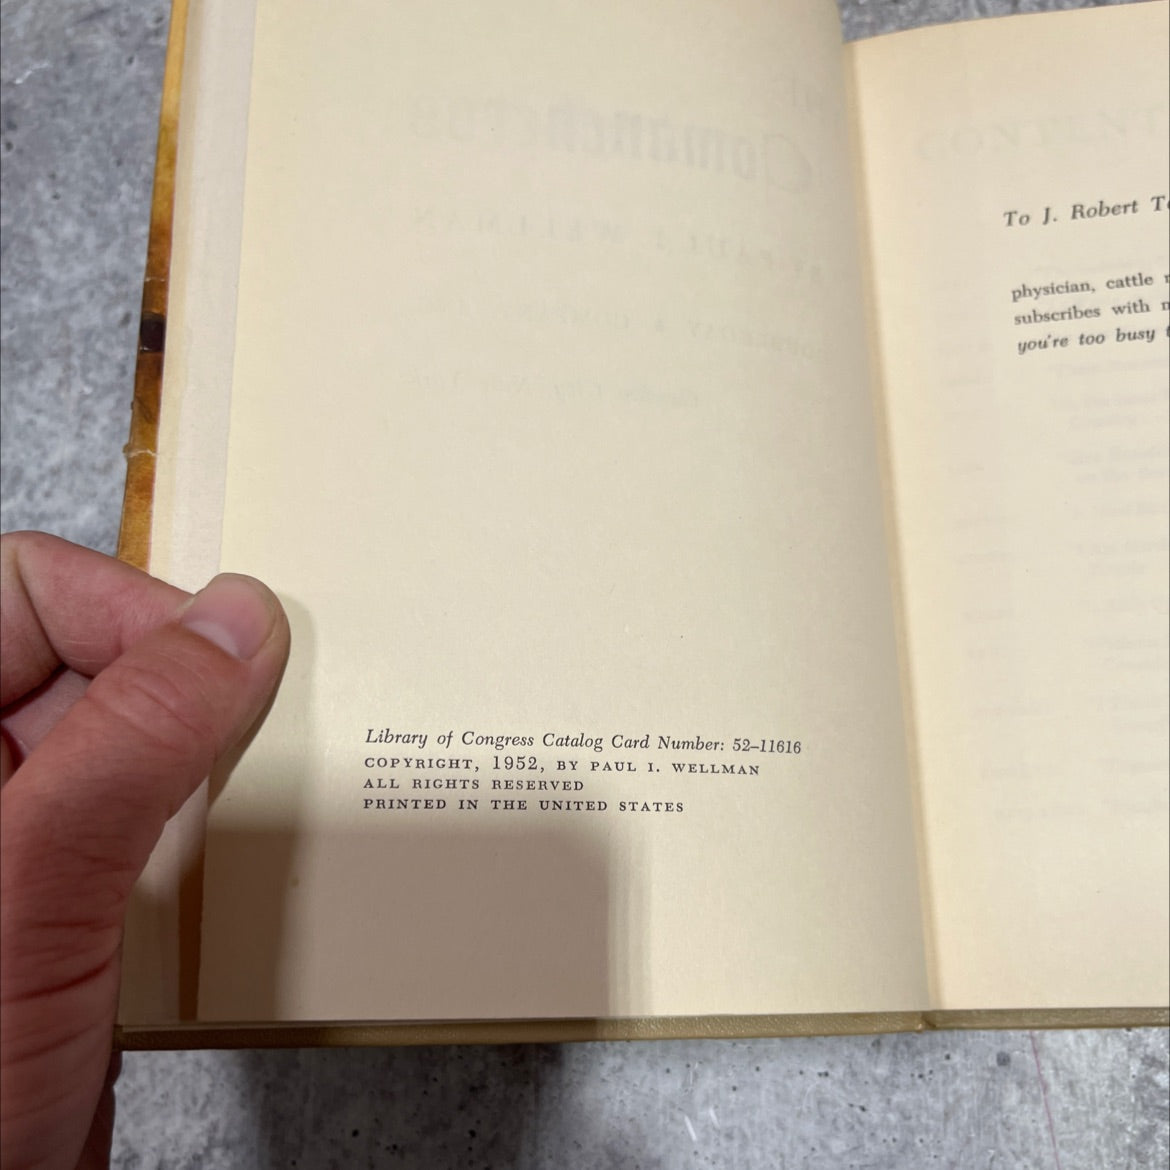 Library of Congress Catalog Card Number: 52–11616
COPYRIGHT, 1952, BY PAUL I. WELLMAN
ALL RIGHTS RESERVED
PRINTED IN THE UNITED STATES
To J. Robert
physician, cattle
subscribes with
you're too busy